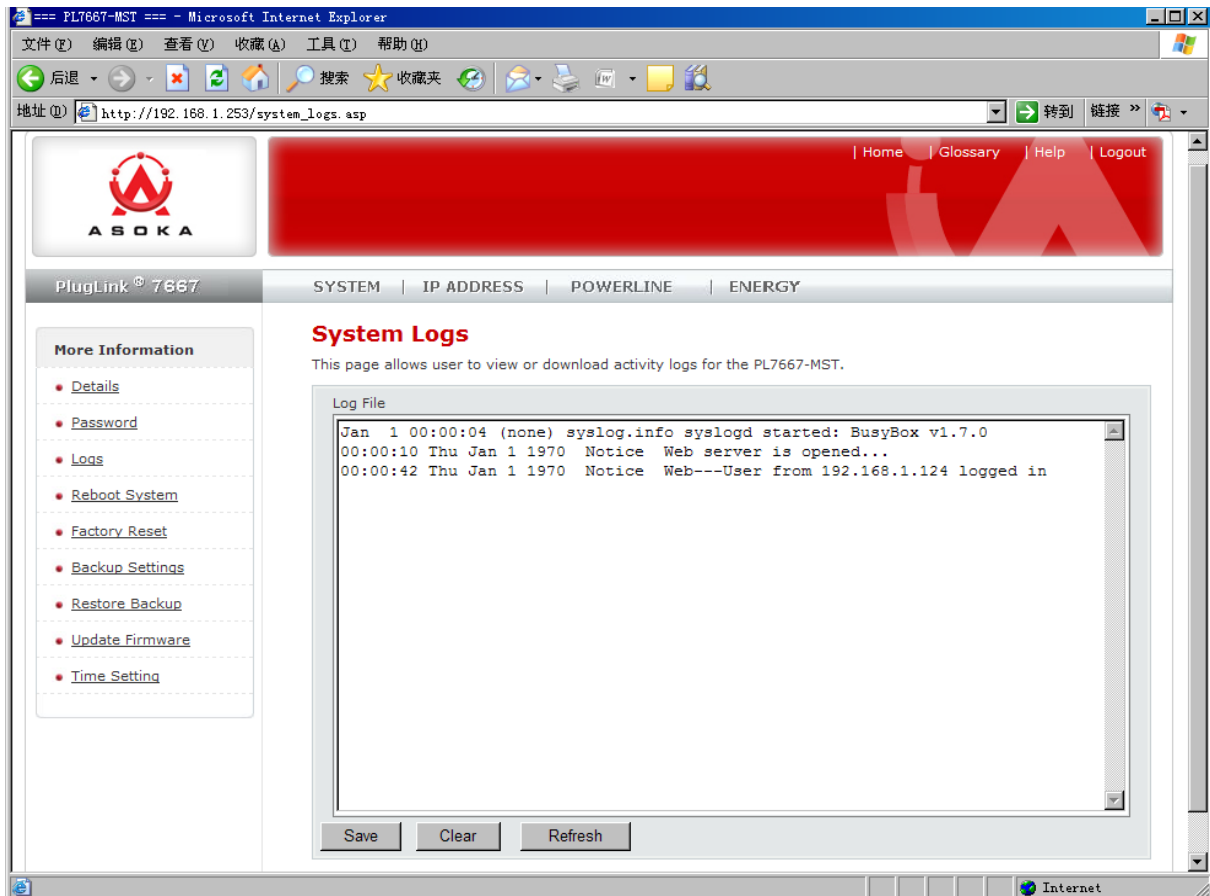 === PL7667-MST === - Microsoft Internet Explorer
文件(F) 编辑(E) 查看(V) 收藏(A) 工具(T) 帮助(H)
后退 搜索 收藏夹
地址(D) http://192.168.1.253/system_logs.asp 转到 链接 »
| Home | Glossary | Help | Logout
ASOKA
PlugLink ® 7667 SYSTEM | IP ADDRESS | POWERLINE | ENERGY
More Information
Details
Password
Logs
Reboot System
Factory Reset
Backup Settings
Restore Backup
Update Firmware
Time Setting
System Logs
This page allows user to view or download activity logs for the PL7667-MST.
Log File
Jan 1 00:00:04 (none) syslog.info syslogd started: BusyBox v1.7.0
00:00:10 Thu Jan 1 1970 Notice Web server is opened...
00:00:42 Thu Jan 1 1970 Notice Web---User from 192.168.1.124 logged in
Save Clear Refresh
Internet